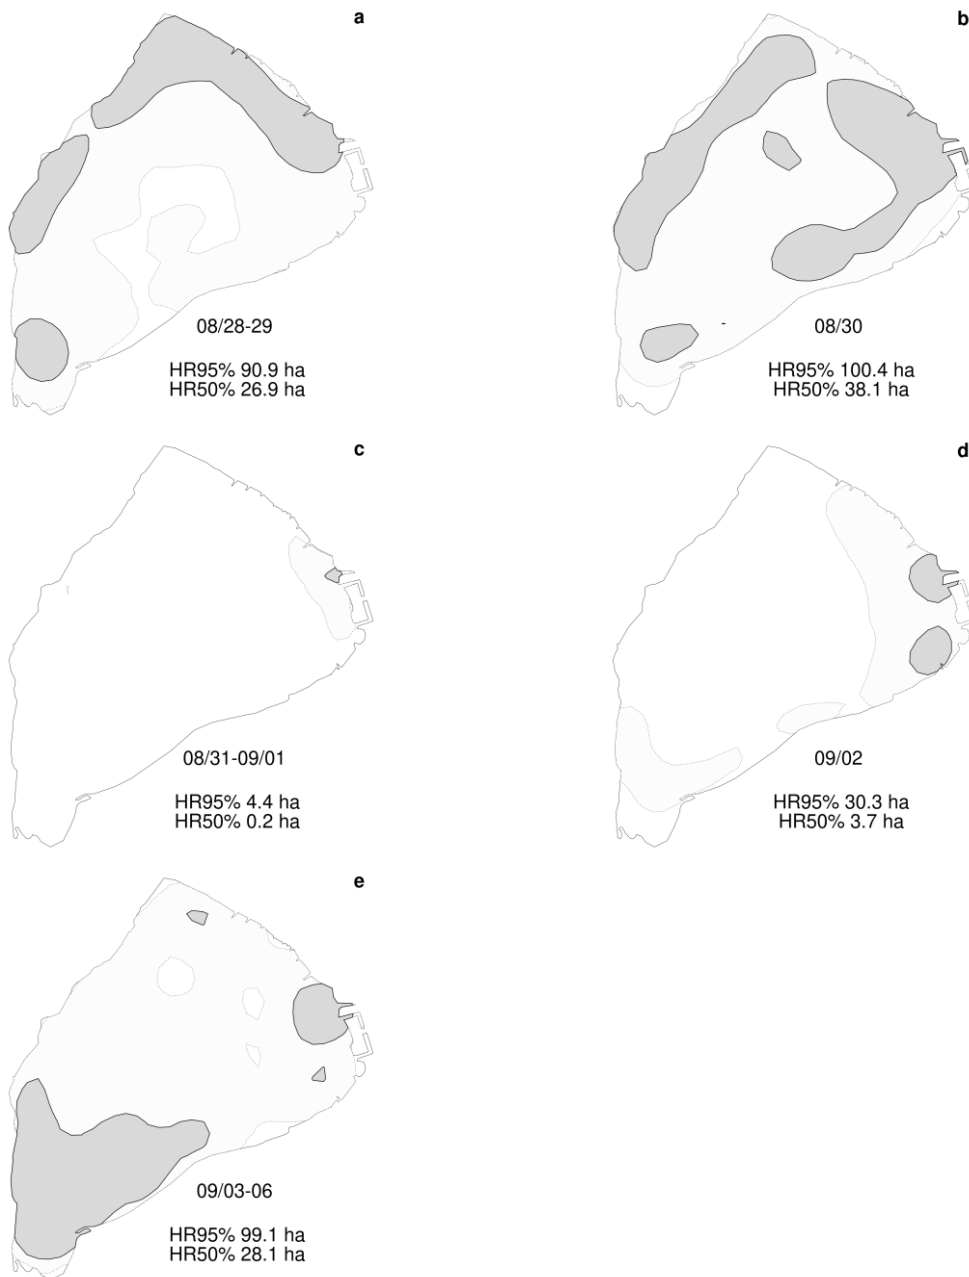 a
08/28-29
HR95% 90.9 ha
HR50% 26.9 ha
b
08/30
HR95% 100.4 ha
HR50% 38.1 ha
c
08/31-09/01
HR95% 4.4 ha
HR50% 0.2 ha
d
09/02
HR95% 30.3 ha
HR50% 3.7 ha
e
09/03-06
HR95% 99.1 ha
HR50% 28.1 ha